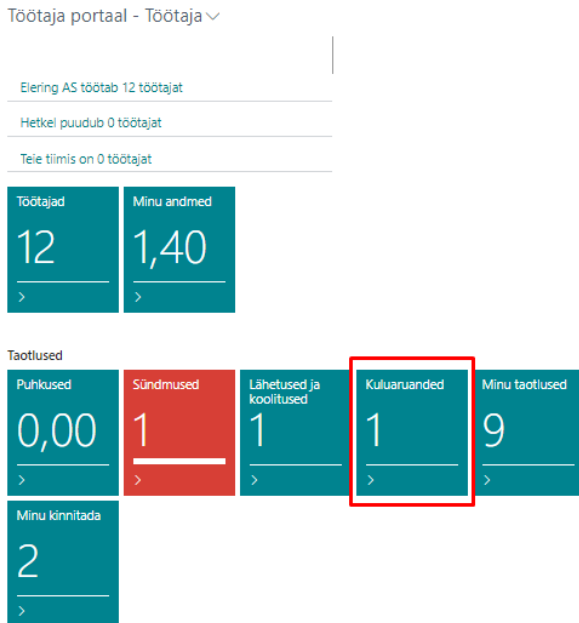 Töötaja portaal - Töötaja
Elering AS töötab 12 töötajat
Hetkel puudub 0 töötajat
Teie tiimis on 0 töötajat
Töötajad
12
Minu andmed
1,40
Taotlused
Puhkused
0,00
Sündmused
1
Lähetused ja
koolitused
1
Kuluaruanded
1
Minu taotlused
9
Minu kinnitada
2